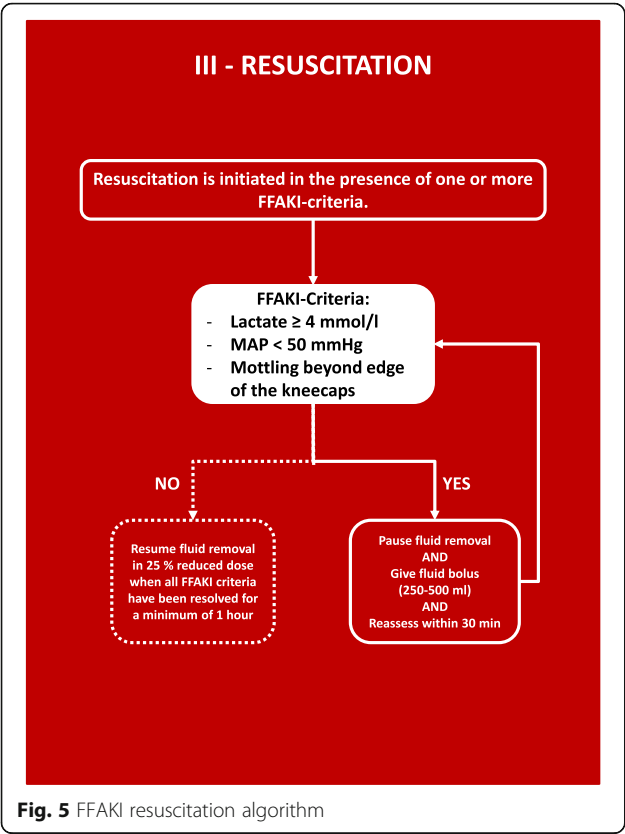 III - RESUSCITATION
Resuscitation is initiated in the presence of one or more
FFAKI-criteria.
FFAKI-Criteria:
- Lactate ≥ 4 mmol/l
- MAP < 50 mmHg
- Mottling beyond edge
of the kneecaps
NO
YES
Resume fluid removal
in 25 % reduced dose
when all FFAKI criteria
have been resolved for
a minimum of 1 hour
Pause fluid removal
AND
Give fluid bolus
(250-500 ml)
AND
Reassess within 30 min
Fig. 5 FFAKI resuscitation algorithm